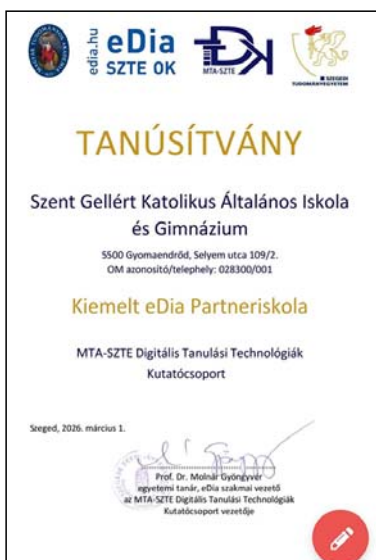 edia.hu
eDia
SZTE OK
MTA-SZTE
SZEGEDI
TUDOMÁNYEGYETEM
TANÚSÍTVÁNY
Szent Gellért Katolikus Általános Iskola
és Gimnázium
5500 Gyomaendrőd, Selyem utca 109/2.
OM azonosító/telephely: 028300/001
Kiemelt eDia Partneriskola
MTA-SZTE Digitális Tanulási Technológiák
Kutatócsoport
Szeged, 2026. március 1.
Prof. Dr. Molnár Gyöngyvér
egyetemi tanár, eDia szakmai vezető
az MTA-SZTE Digitális Tanulási Technológiák
Kutatócsoport vezetője